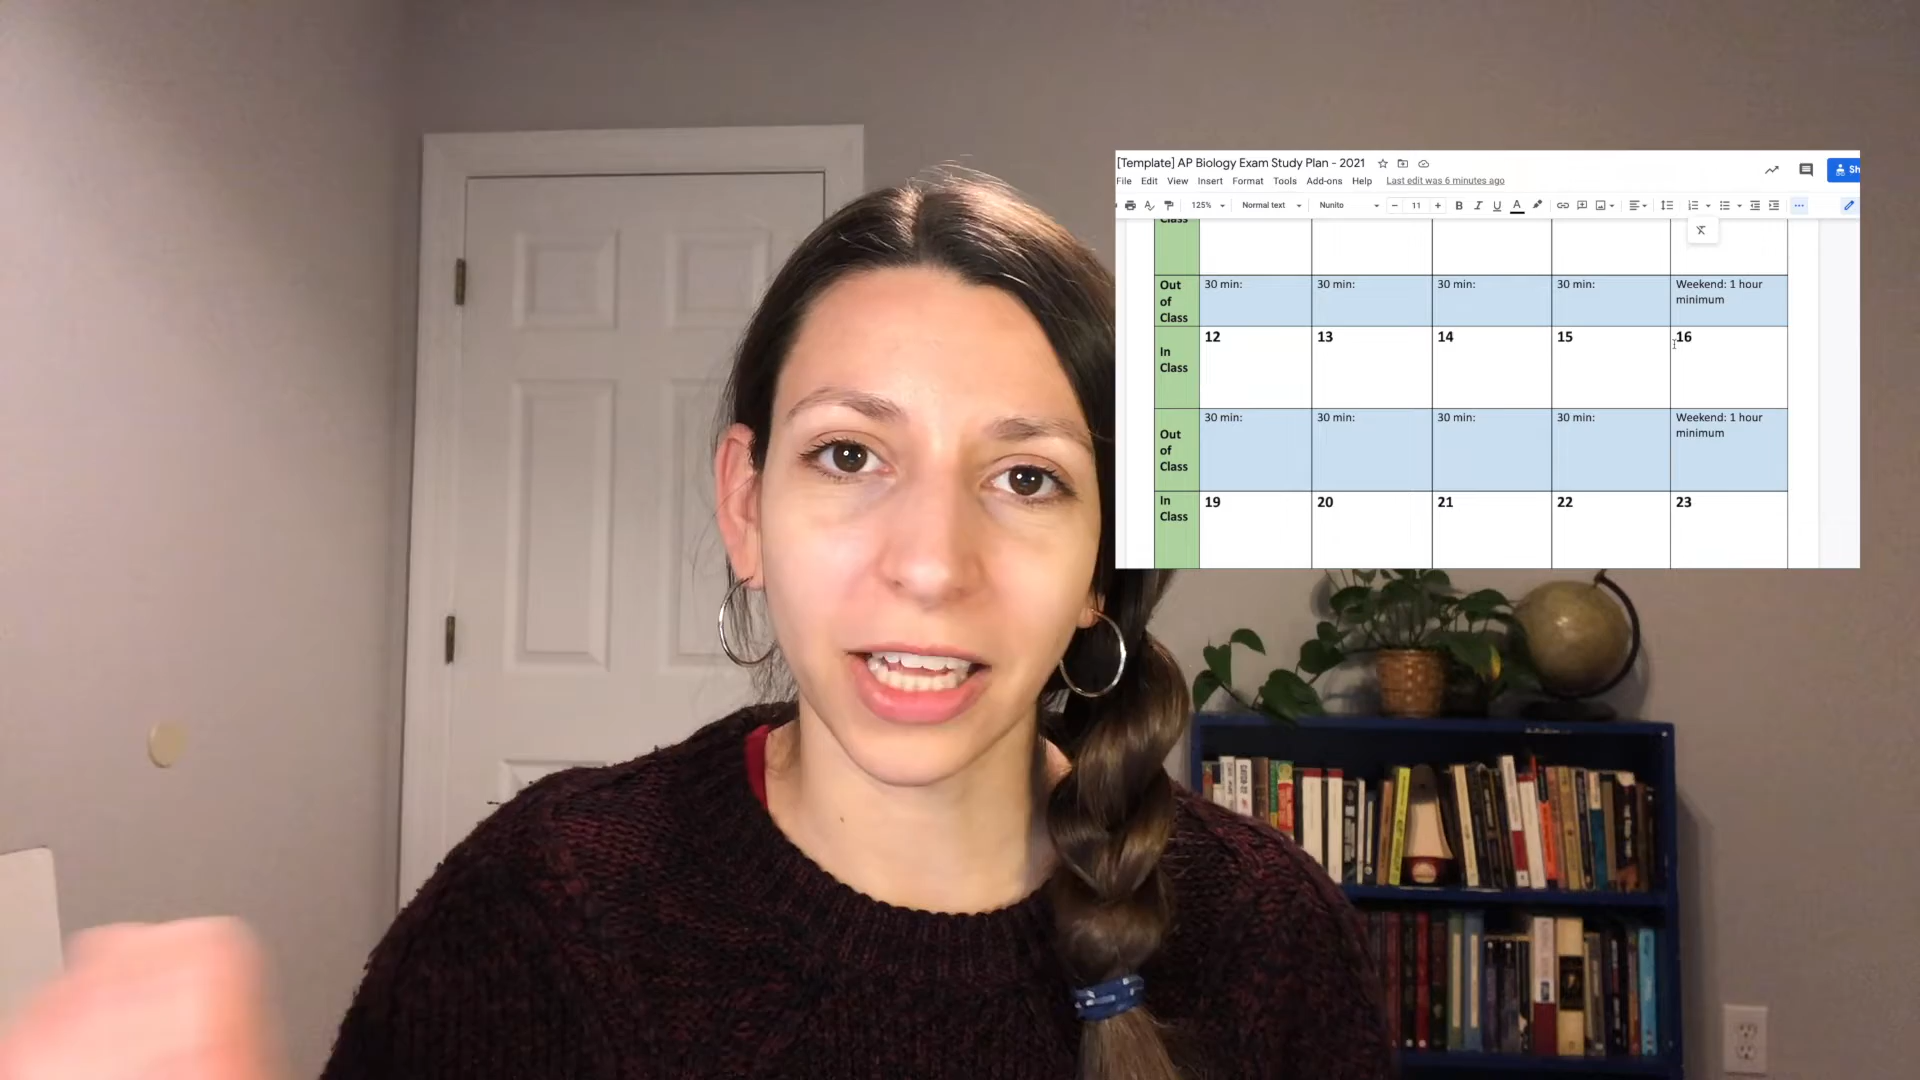 [Template] AP Biology Exam Study Plan - 2021
File Edit View Insert Format Tools Add-ons Help Last edit was 6 minutes ago
125% Normal text Nunito 11 B I U A
Class
Out of Class 30 min: 30 min: 30 min: 30 min: Weekend: 1 hour minimum
In Class 12 13 14 15 16
Out of Class 30 min: 30 min: 30 min: 30 min: Weekend: 1 hour minimum
In Class 19 20 21 22 23